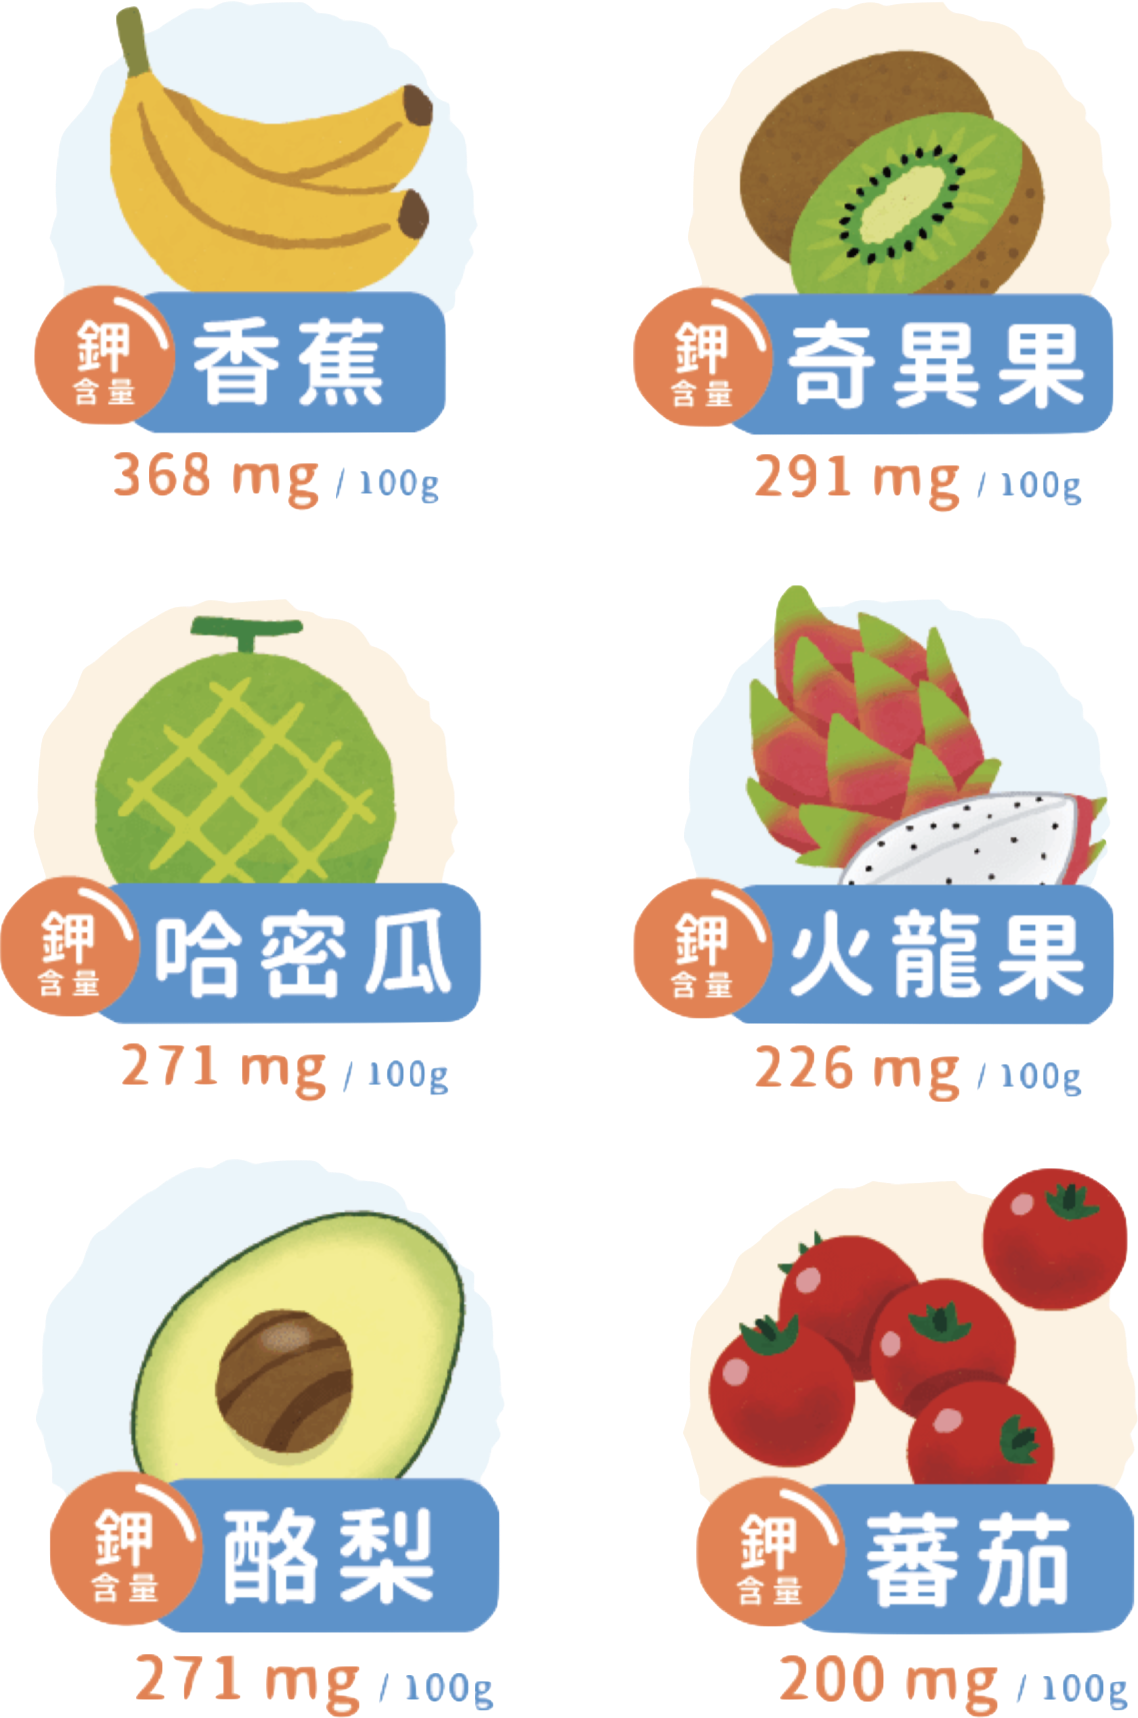 鉀
含量
香蕉
368 mg / 100g
鉀
含量
奇異果
291 mg / 100g
鉀
含量
哈密瓜
271 mg / 100g
鉀
含量
火龍果
226 mg / 100g
鉀
含量
酪梨
271 mg / 100g
鉀
含量
蕃茄
200 mg / 100g